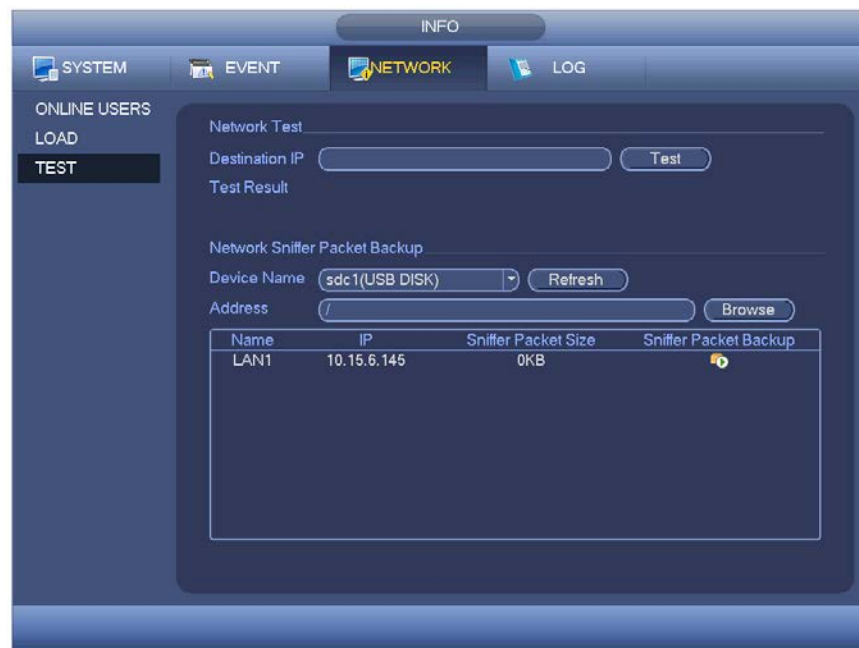 INFO
SYSTEM EVENT NETWORK LOG
ONLINE USERS
LOAD
TEST
Network Test
Destination IP Test
Test Result
Network Sniffer Packet Backup
Device Name sdc1(USB DISK) Refresh
Address / Browse
Name IP Sniffer Packet Size Sniffer Packet Backup
LAN1 10.15.6.145 0KB